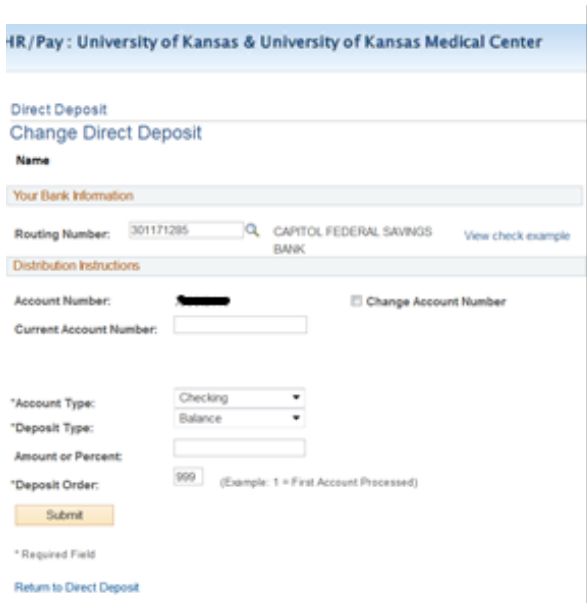 HR/Pay : University of Kansas & University of Kansas Medical Center
Direct Deposit
Change Direct Deposit
Name
Your Bank Information
Routing Number: 301171285 CAPITOL FEDERAL SAVINGS BANK View check example
Distribution Instructions
Account Number: Change Account Number
Current Account Number:
*Account Type: Checking
*Deposit Type: Balance
Amount or Percent:
*Deposit Order: 999 (Example: 1 = First Account Processed)
Submit
* Required Field
Return to Direct Deposit